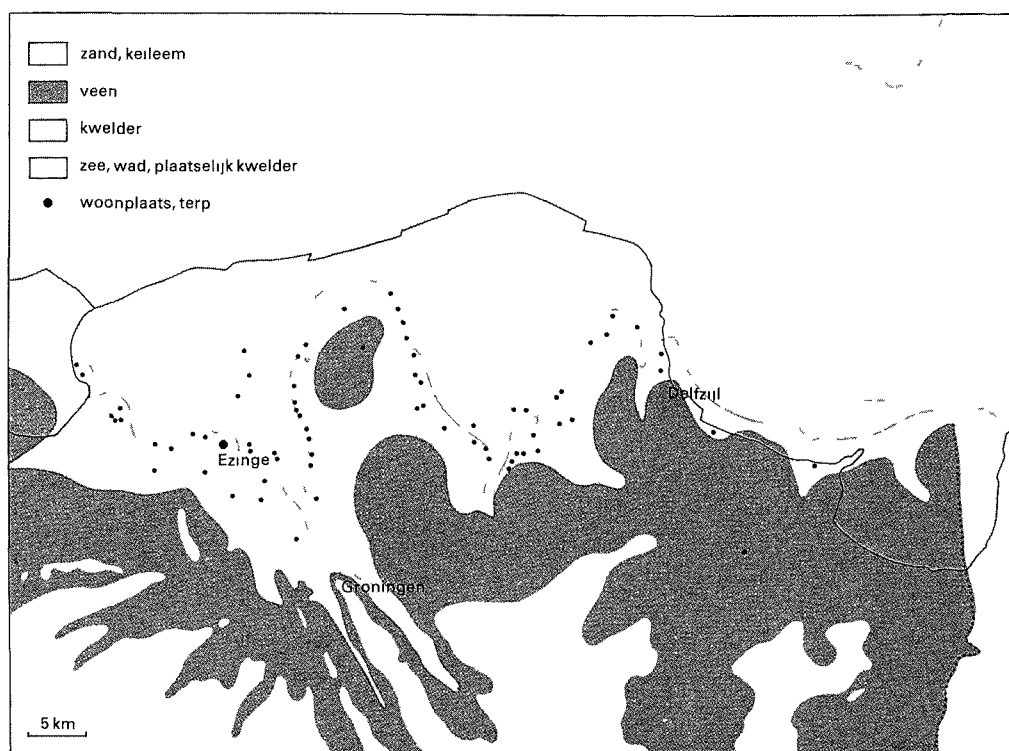 zand, keileem
veen
kwelder
zee, wad, plaatselijk kwelder
woonplaats, terp
Delfzijl
Ezinge
Groningen
5 km